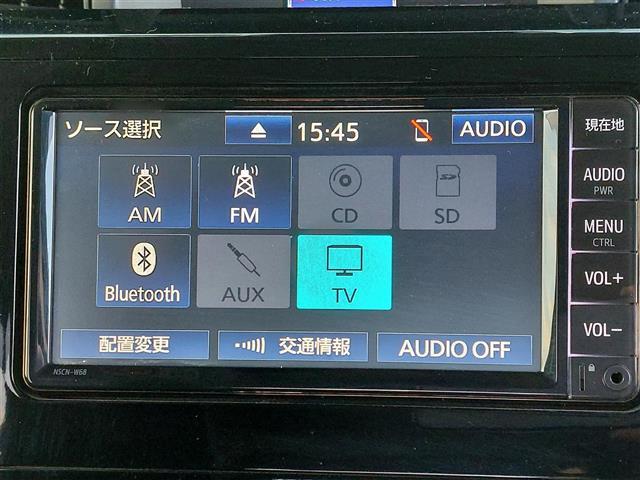 ソース選択 15:45 AUDIO
AM FM CD SD
Bluetooth AUX TV
配置変更 交通情報 AUDIO OFF
NSCN-W68
現在地
AUDIO
PWR
MENU
CTRL
VOL+
VOL-